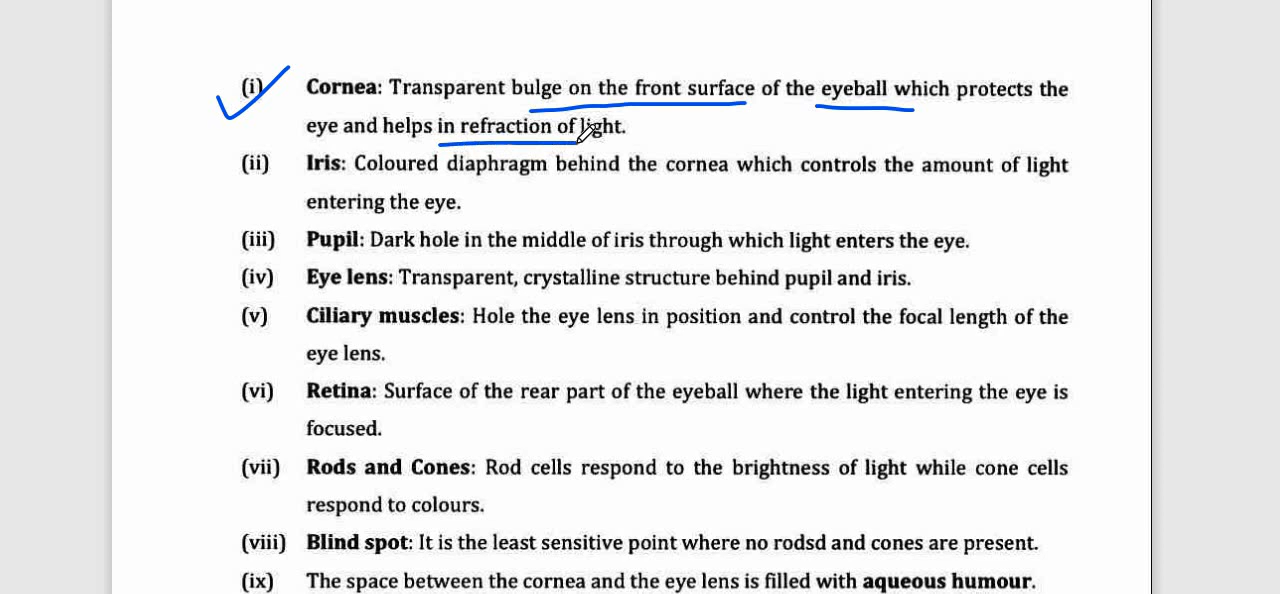 (i) Cornea: Transparent bulge on the front surface of the eyeball which protects the
eye and helps in refraction of light.
(ii) Iris: Coloured diaphragm behind the cornea which controls the amount of light
entering the eye.
(iii) Pupil: Dark hole in the middle of iris through which light enters the eye.
(iv) Eye lens: Transparent, crystalline structure behind pupil and iris.
(v) Ciliary muscles: Hole the eye lens in position and control the focal length of the
eye lens.
(vi) Retina: Surface of the rear part of the eyeball where the light entering the eye is
focused.
(vii) Rods and Cones: Rod cells respond to the brightness of light while cone cells
respond to colours.
(viii) Blind spot: It is the least sensitive point where no rodsd and cones are present.
(ix) The space between the cornea and the eye lens is filled with aqueous humour.